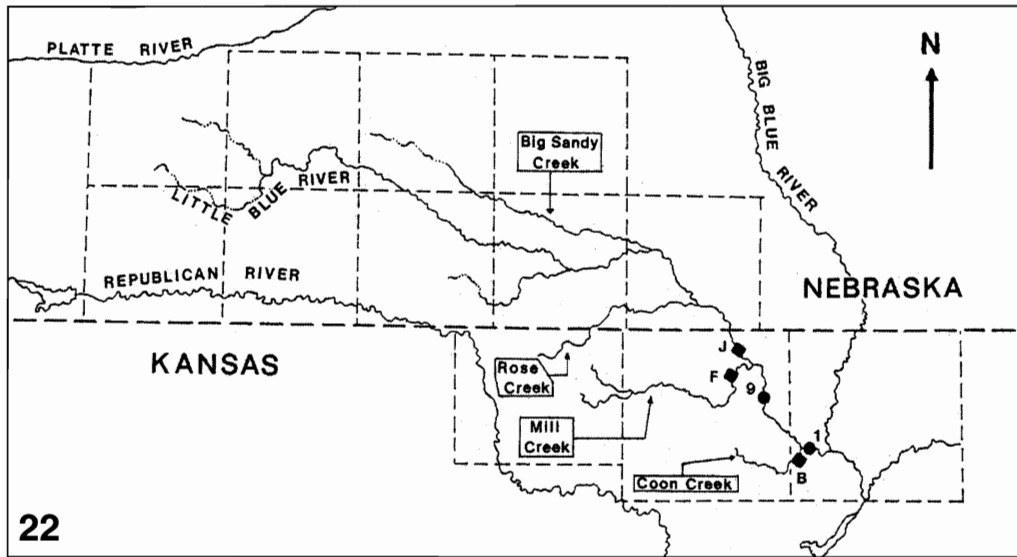 PLATTE RIVER
N
BIG BLUE RIVER
Big Sandy
Creek
LITTLE BLUE RIVER
REPUBLICAN RIVER
NEBRASKA
KANSAS
J
Rose
Creek
F
9
Mill
Creek
1
Coon Creek
B
22